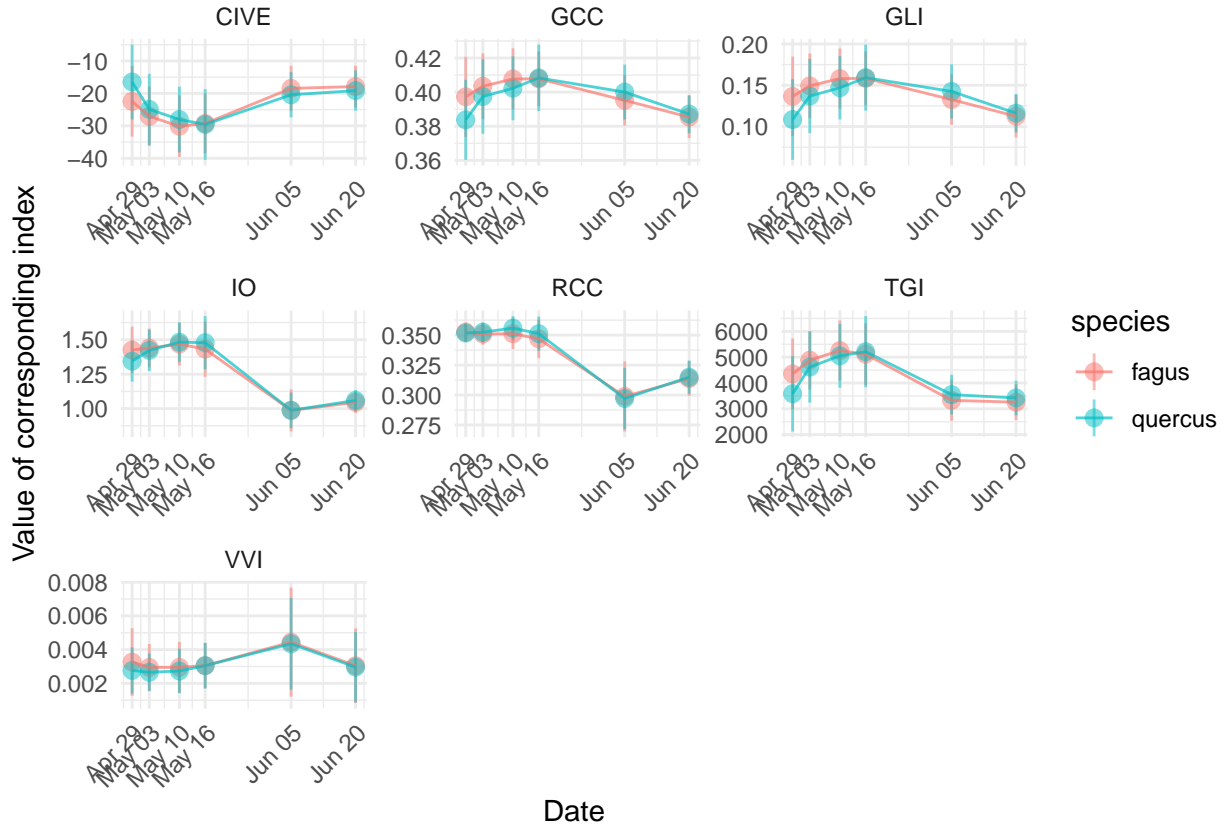 CIVE
GCC
GLI
−10
−20
−30
−40
0.42
0.40
0.38
0.36
0.20
0.15
0.10
Apr 29
May 03
May 10
May 16
Jun 05
Jun 20
Apr 29
May 03
May 10
May 16
Jun 05
Jun 20
Apr 29
May 03
May 10
May 16
Jun 05
Jun 20
Value of corresponding index
IO
RCC
TGI
1.50
1.25
1.00
0.350
0.325
0.300
0.275
6000
5000
4000
3000
2000
Apr 29
May 03
May 10
May 16
Jun 05
Jun 20
Apr 29
May 03
May 10
May 16
Jun 05
Jun 20
Apr 29
May 03
May 10
May 16
Jun 05
Jun 20
species
fagus
quercus
VVI
0.008
0.006
0.004
0.002
Apr 29
May 03
May 10
May 16
Jun 05
Jun 20
Date